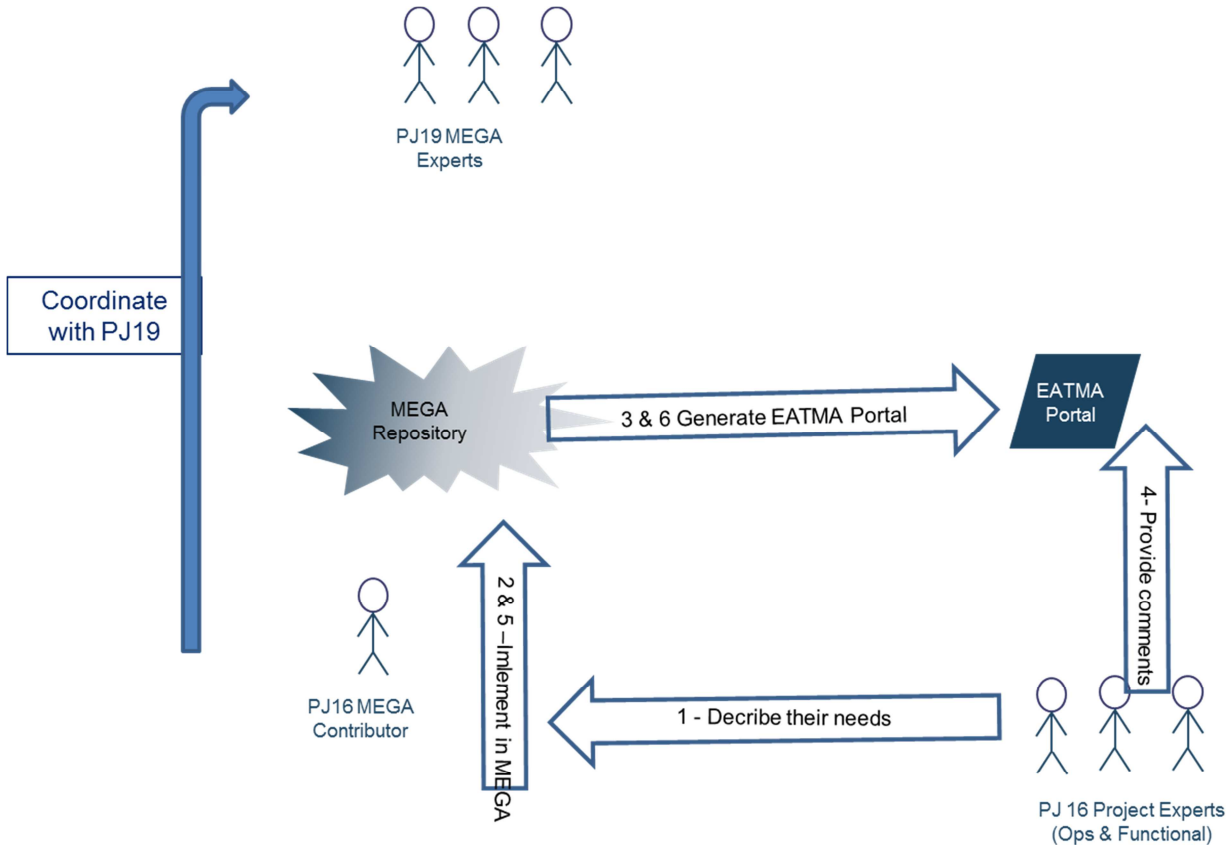 PJ19 MEGA
Experts
Coordinate
with PJ19
MEGA
Repository
3 & 6 Generate EATMA Portal
EATMA
Portal
4- Provide comments
2 & 5 –Imlement in MEGA
PJ16 MEGA
Contributor
1 - Decribe their needs
PJ 16 Project Experts
(Ops & Functional)